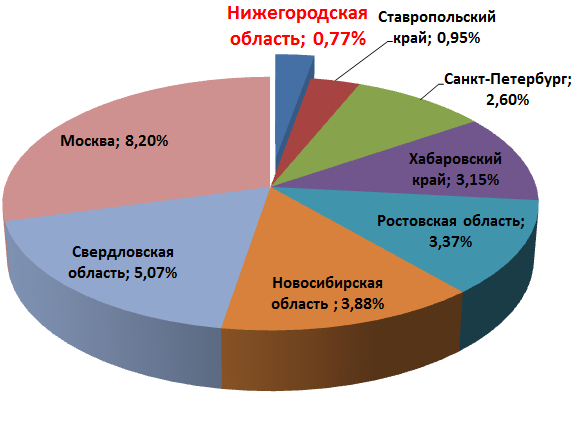 Нижегородская
область; 0,77%
Ставропольский
край; 0,95%
Санкт-Петербург;
2,60%
Хабаровский
край; 3,15%
Ростовская область;
3,37%
Новосибирская
область ; 3,88%
Свердловская
область; 5,07%
Москва; 8,20%